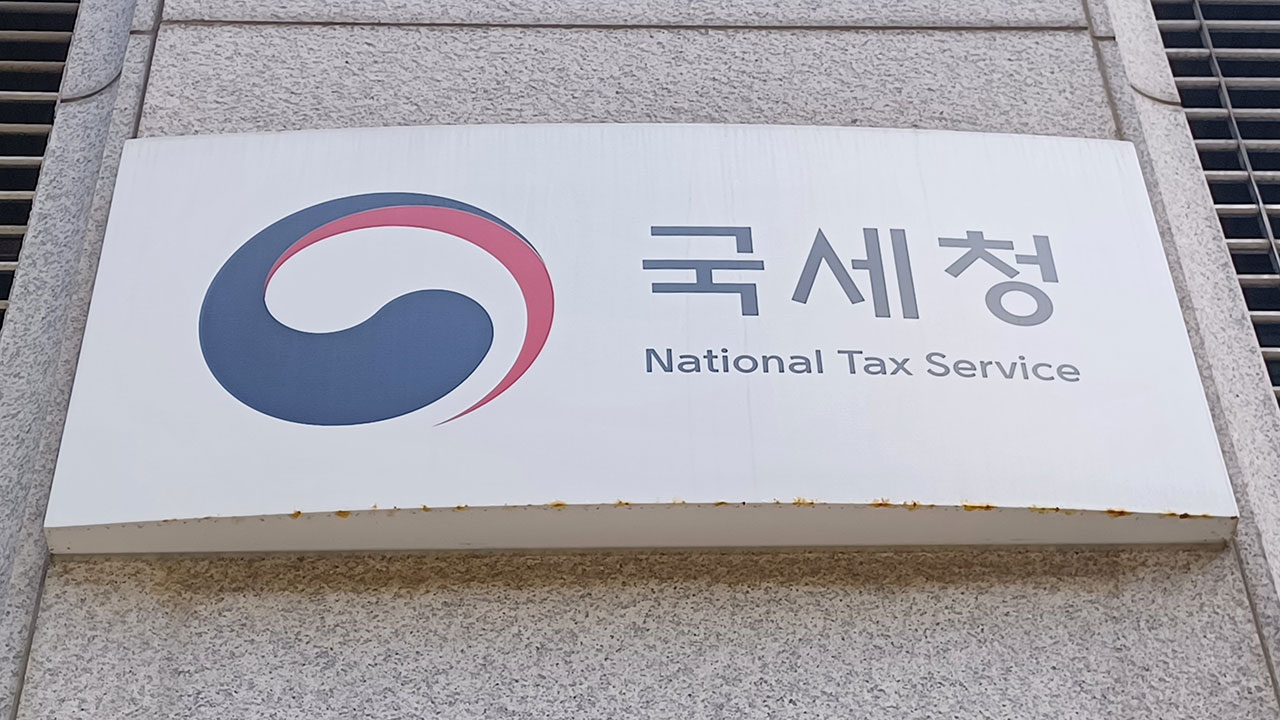 국세청
National Tax Service